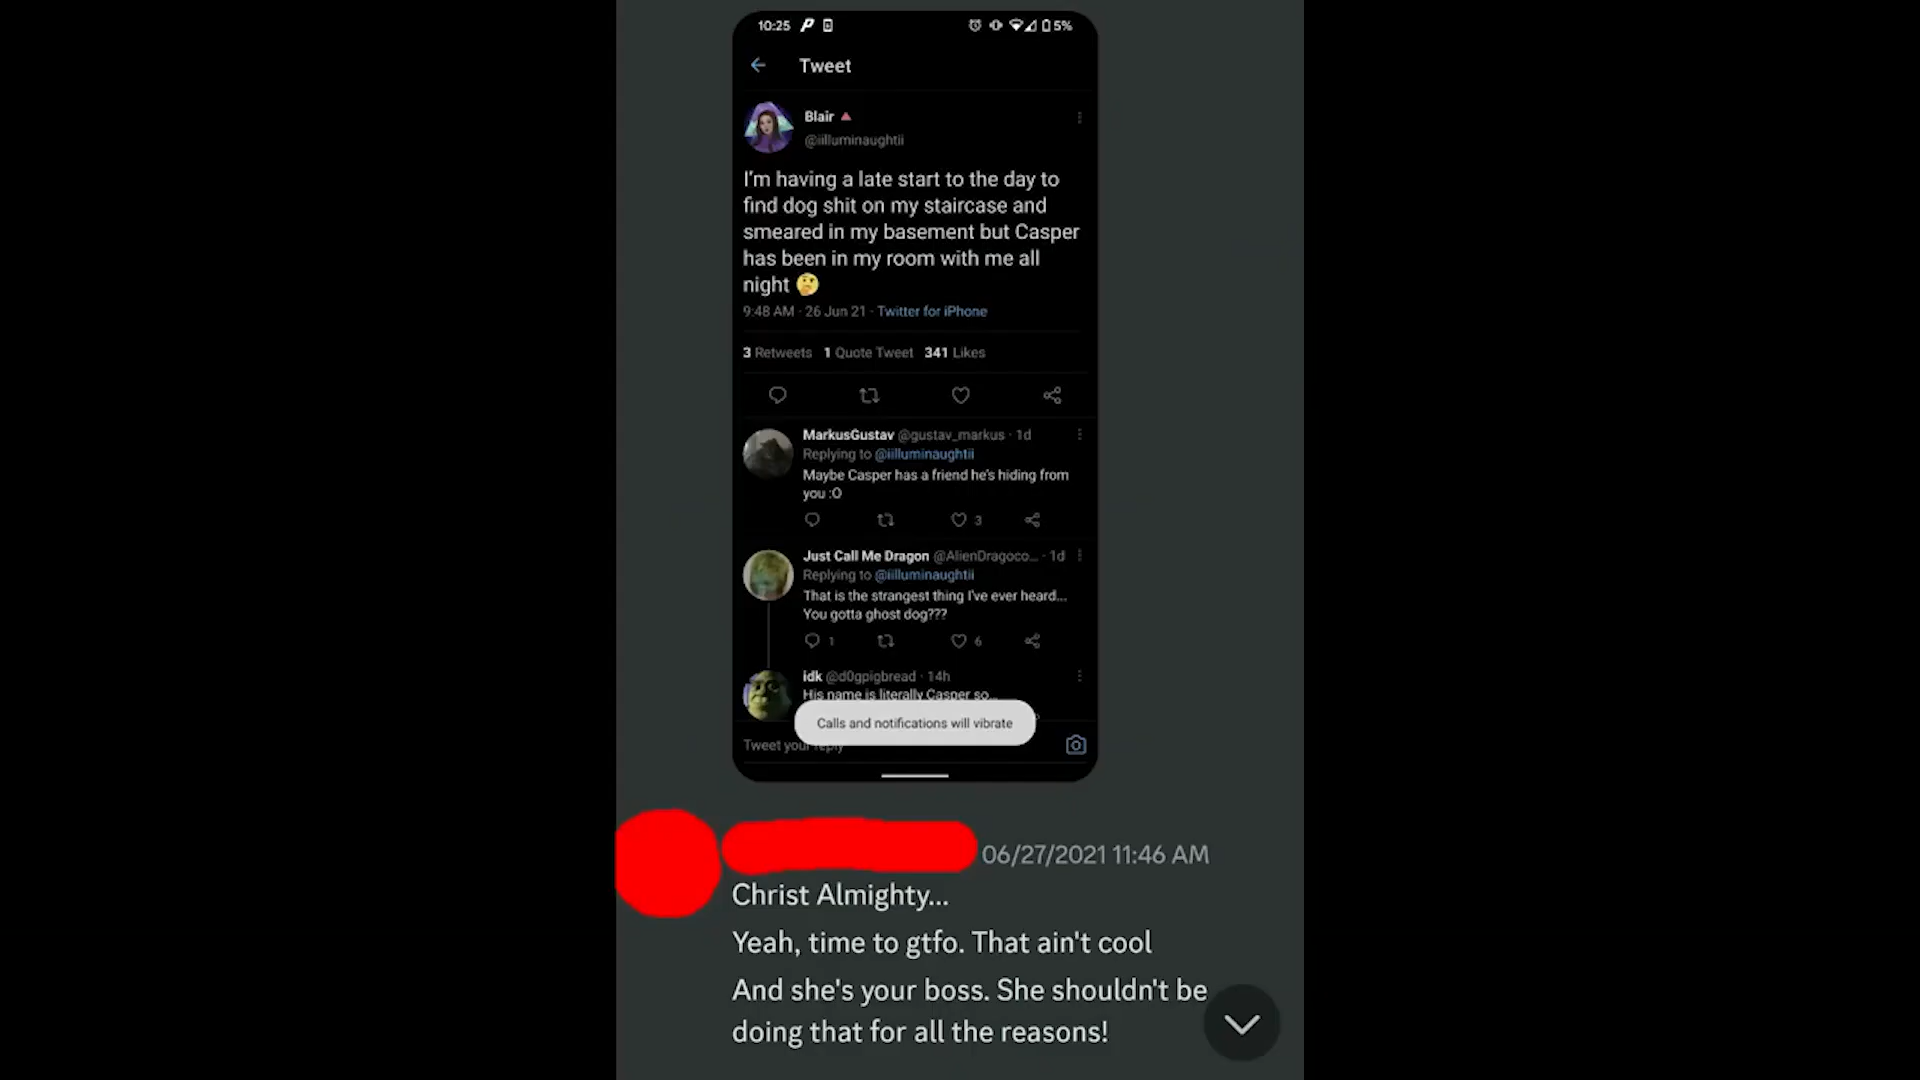 10:25 5%
Tweet
Blair
@iilluminaughtii
I'm having a late start to the day to
find dog shit on my staircase and
smeared in my basement but Casper
has been in my room with me all
night 🤔
9:48 AM · 26 Jun 21 · Twitter for iPhone
3 Retweets 1 Quote Tweet 341 Likes
MarkusGustav @gustav_markus · 1d
Replying to @iilluminaughtii
Maybe Casper has a friend he's hiding from
you :O
3
Just Call Me Dragon @AlienDragoco... · 1d
Replying to @iilluminaughtii
That is the strangest thing I've ever heard...
You gotta ghost dog???
1 6
idk @d0gpigbread · 14h
His name is literally Casper so...
Calls and notifications will vibrate
Tweet your reply
06/27/2021 11:46 AM
Christ Almighty...
Yeah, time to gtfo. That ain't cool
And she's your boss. She shouldn't be
doing that for all the reasons!